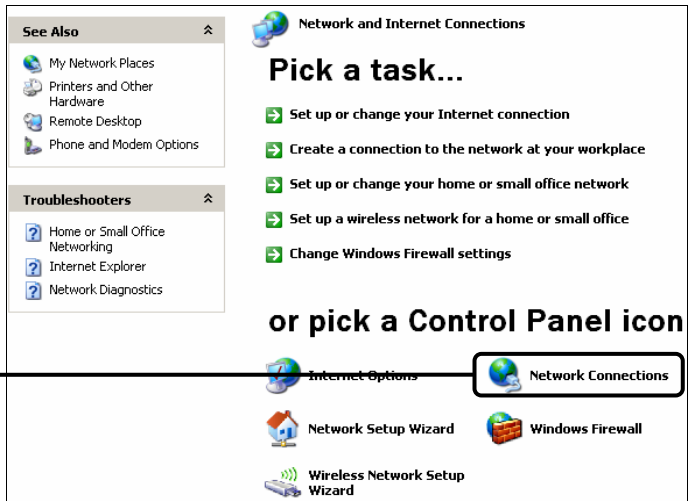 See Also
My Network Places
Printers and Other
Hardware
Remote Desktop
Phone and Modem Options
Troubleshooters
Home or Small Office
Networking
Internet Explorer
Network Diagnostics
Network and Internet Connections
Pick a task...
Set up or change your Internet connection
Create a connection to the network at your workplace
Set up or change your home or small office network
Set up a wireless network for a home or small office
Change Windows Firewall settings
or pick a Control Panel icon
Internet Options
Network Connections
Network Setup Wizard
Windows Firewall
Wireless Network Setup
Wizard